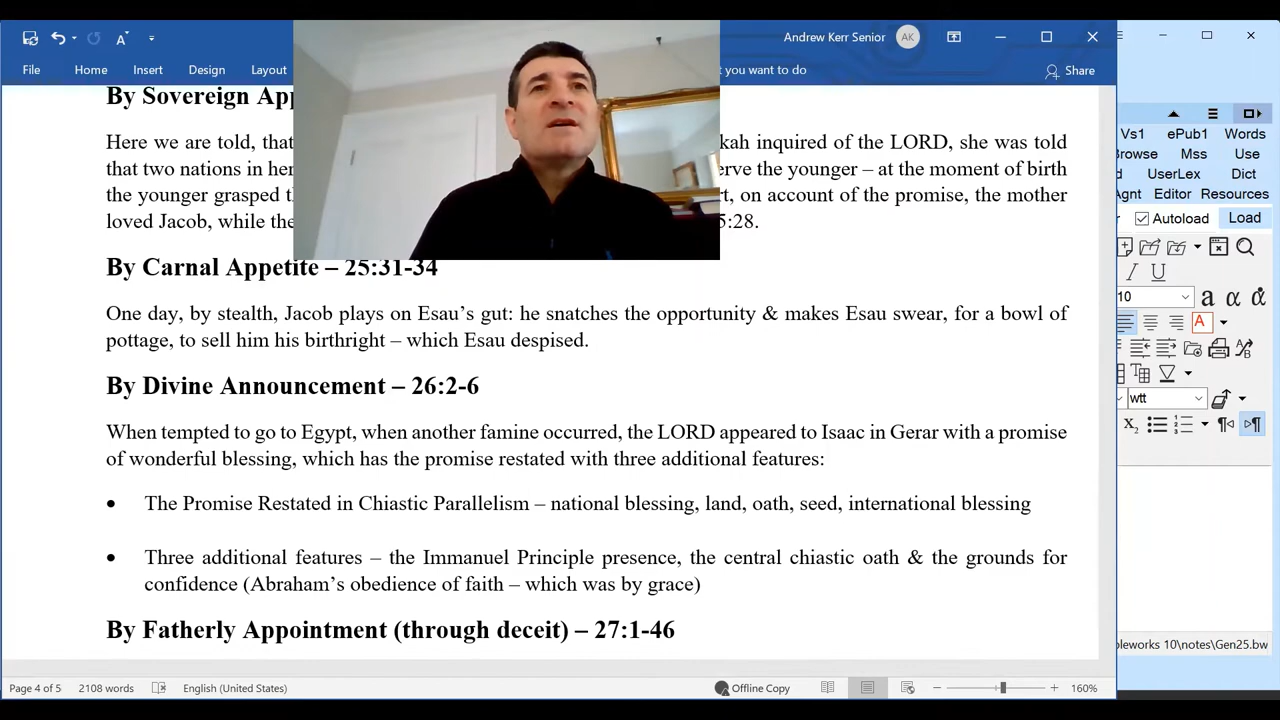 Andrew Kerr Senior AK
File Home Insert Design Layout t you want to do Share
Vs1 ePub1 Words
Browse Mss Use
UserLex Dict
Agnt Editor Resources
Autoload Load
10
wtt
By Sovereign App
Here we are told, that kah inquired of the LORD, she was told
that two nations in her erve the younger – at the moment of birth
the younger grasped th rt, on account of the promise, the mother
loved Jacob, while the 5:28.
By Carnal Appetite – 25:31-34
One day, by stealth, Jacob plays on Esau’s gut: he snatches the opportunity & makes Esau swear, for a bowl of
pottage, to sell him his birthright – which Esau despised.
By Divine Announcement – 26:2-6
When tempted to go to Egypt, when another famine occurred, the LORD appeared to Isaac in Gerar with a promise
of wonderful blessing, which has the promise restated with three additional features:
• The Promise Restated in Chiastic Parallelism – national blessing, land, oath, seed, international blessing
• Three additional features – the Immanuel Principle presence, the central chiastic oath & the grounds for
confidence (Abraham’s obedience of faith – which was by grace)
By Fatherly Appointment (through deceit) – 27:1-46
leworks 10\notes\Gen25.bw
Page 4 of 5 2108 words English (United States) Offline Copy 160%